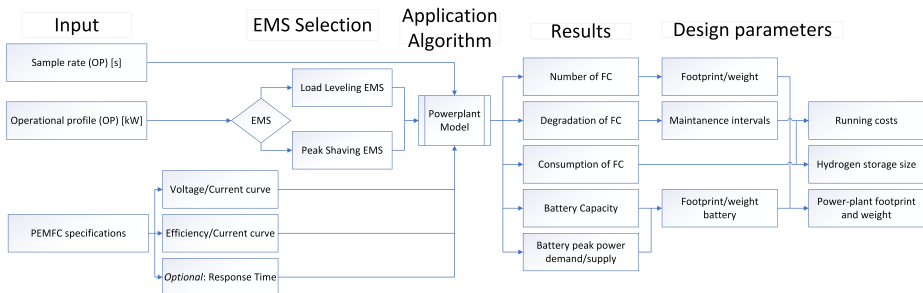 Input
EMS Selection
Application
Algorithm
Results
Design parameters
Sample rate (OP) [s]
Operational profile (OP) [kW]
PEMFC specifications
EMS
Load Leveling EMS
Peak Shaving EMS
Voltage/Current curve
Efficiency/Current curve
Optional: Response Time
Powerplant
Model
Number of FC
Degradation of FC
Consumption of FC
Battery Capacity
Battery peak power
demand/supply
Footprint/weight
Maintanence intervals
Footprint/weight
battery
Running costs
Hydrogen storage size
Power-plant footprint
and weight